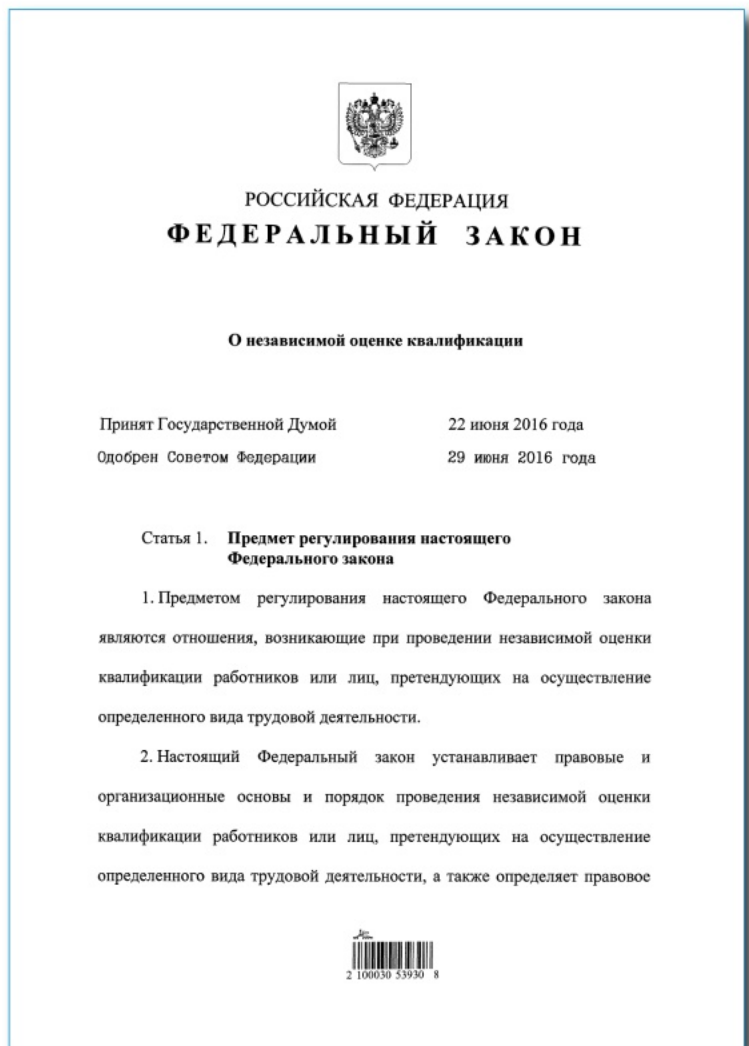 РОССИЙСКАЯ ФЕДЕРАЦИЯ
ФЕДЕРАЛЬНЫЙ ЗАКОН
О независимой оценке квалификации
Принят Государственной Думой 22 июня 2016 года
Одобрен Советом Федерации 29 июня 2016 года
Статья 1. Предмет регулирования настоящего
Федерального закона
1. Предметом регулирования настоящего Федерального закона
являются отношения, возникающие при проведении независимой оценки
квалификации работников или лиц, претендующих на осуществление
определенного вида трудовой деятельности.
2. Настоящий Федеральный закон устанавливает правовые и
организационные основы и порядок проведения независимой оценки
квалификации работников или лиц, претендующих на осуществление
определенного вида трудовой деятельности, а также определяет правовое
2 100030 53930 8